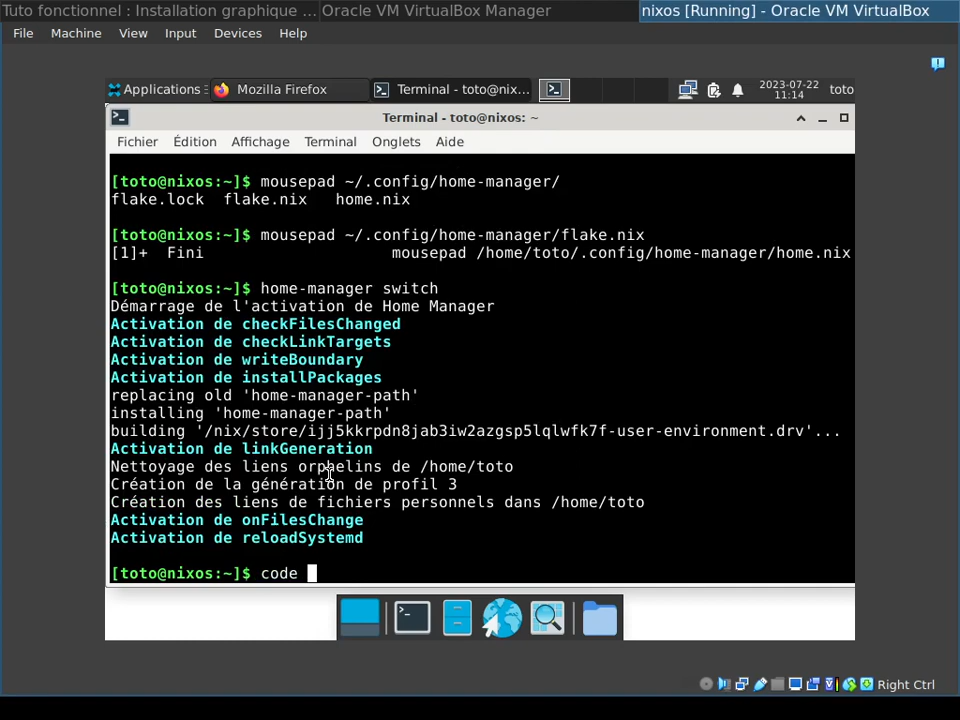 Tuto fonctionnel : Installation graphique ... Oracle VM VirtualBox Manager nixos [Running] - Oracle VM VirtualBox
File Machine View Input Devices Help
Applications Mozilla Firefox Terminal - toto@nix... 2023-07-22 toto
11:14
Terminal - toto@nixos: ~
Fichier Édition Affichage Terminal Onglets Aide
[toto@nixos:~]$ mousepad ~/.config/home-manager/
flake.lock flake.nix home.nix
[toto@nixos:~]$ mousepad ~/.config/home-manager/flake.nix
[1]+ Fini mousepad /home/toto/.config/home-manager/home.nix
[toto@nixos:~]$ home-manager switch
Démarrage de l'activation de Home Manager
Activation de checkFilesChanged
Activation de checkLinkTargets
Activation de writeBoundary
Activation de installPackages
replacing old 'home-manager-path'
installing 'home-manager-path'
building '/nix/store/ijj5kkrpdn8jab3iw2azgsp5lqlwfk7f-user-environment.drv'...
Activation de linkGeneration
Nettoyage des liens orphelins de /home/toto
Création de la génération de profil 3
Création des liens de fichiers personnels dans /home/toto
Activation de onFilesChange
Activation de reloadSystemd
[toto@nixos:~]$ code
Right Ctrl